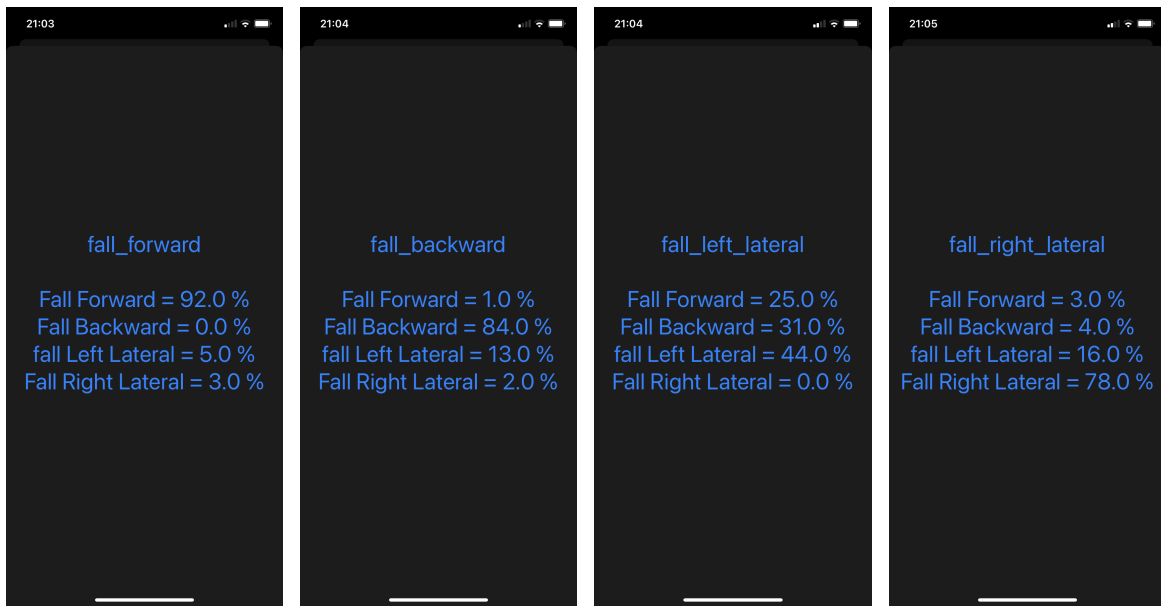 21:03
fall_forward
Fall Forward = 92.0 %
Fall Backward = 0.0 %
fall Left Lateral = 5.0 %
Fall Right Lateral = 3.0 %
21:04
fall_backward
Fall Forward = 1.0 %
Fall Backward = 84.0 %
fall Left Lateral = 13.0 %
Fall Right Lateral = 2.0 %
21:04
fall_left_lateral
Fall Forward = 25.0 %
Fall Backward = 31.0 %
fall Left Lateral = 44.0 %
Fall Right Lateral = 0.0 %
21:05
fall_right_lateral
Fall Forward = 3.0 %
Fall Backward = 4.0 %
fall Left Lateral = 16.0 %
Fall Right Lateral = 78.0 %